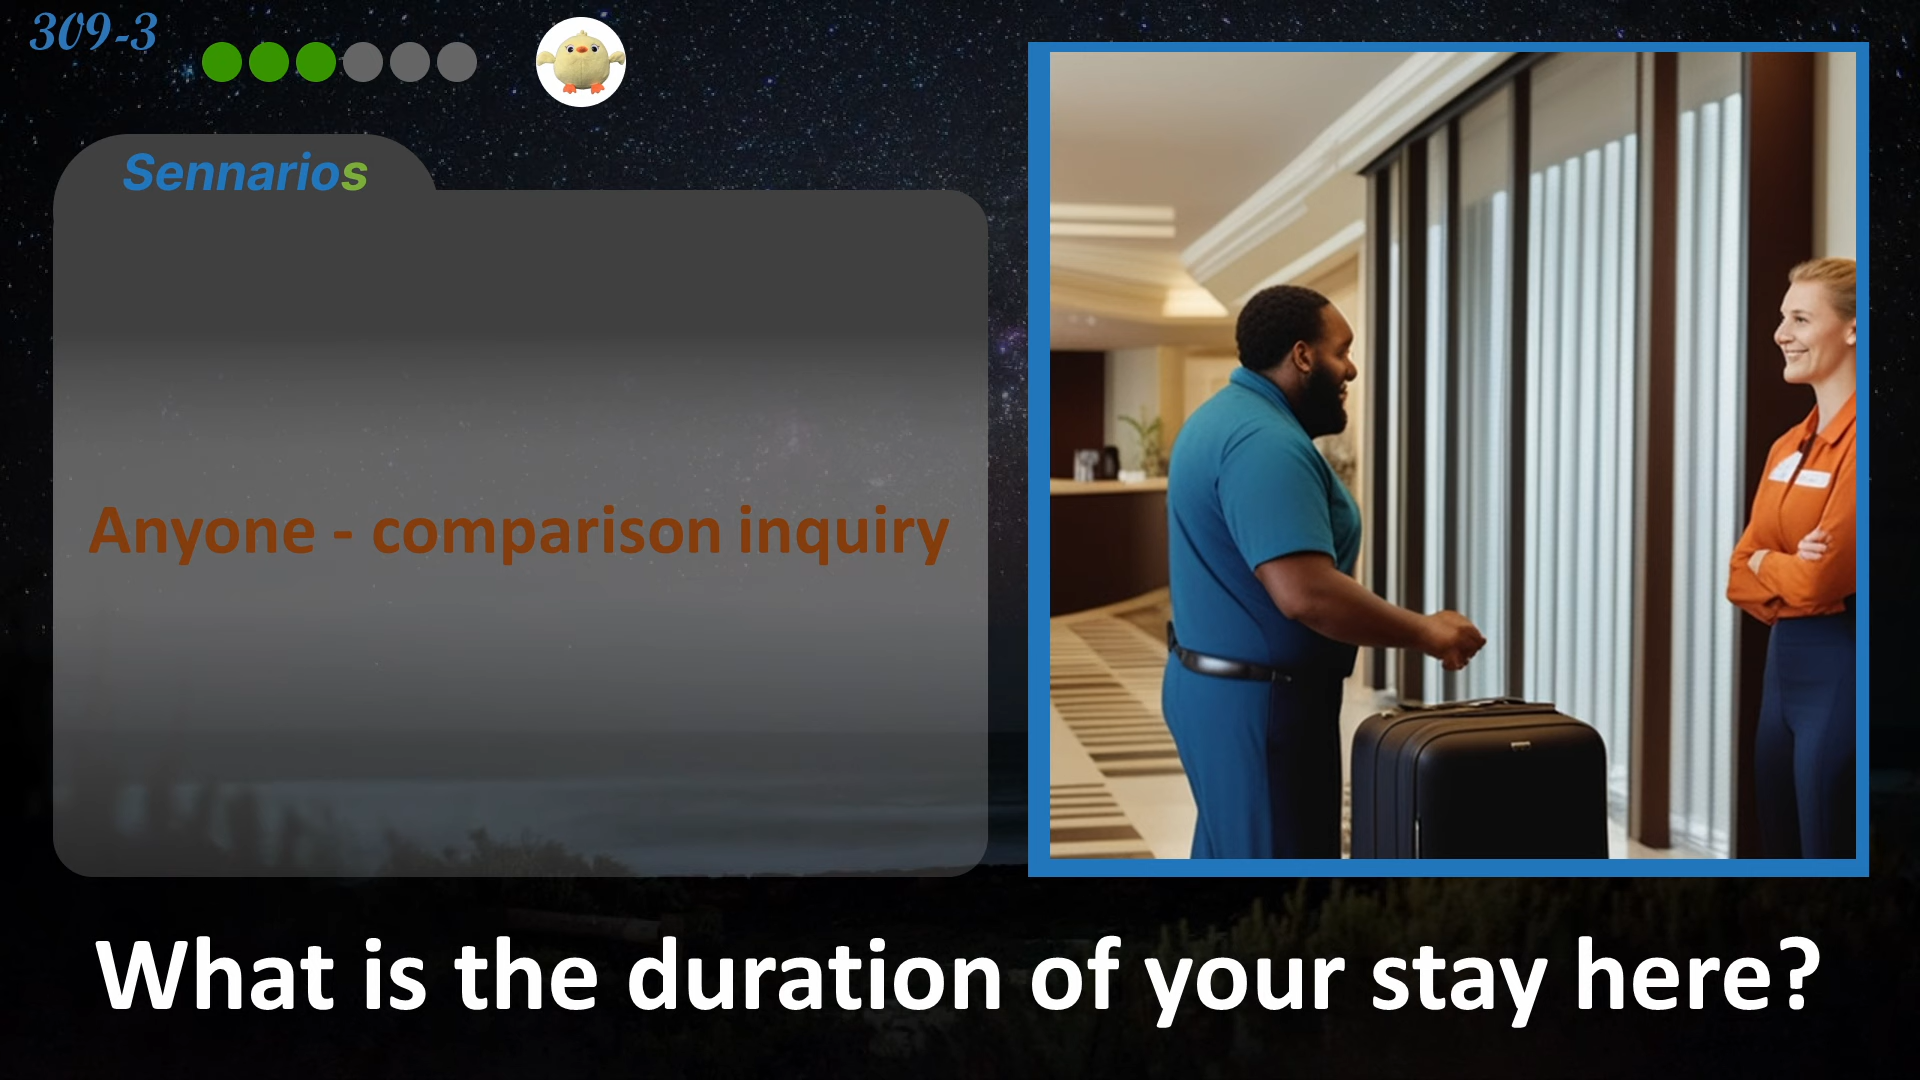 309-3
Sennarios
Anyone - comparison inquiry
What is the duration of your stay here?